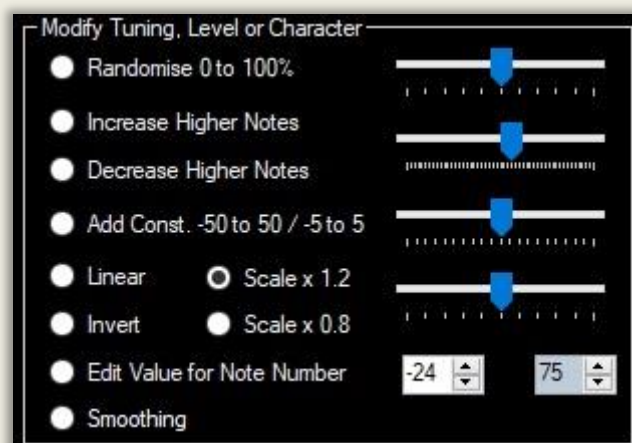 Modify Tuning, Level or Character
Randomise 0 to 100%
Increase Higher Notes
Decrease Higher Notes
Add Const. -50 to 50 / -5 to 5
Linear Scale x 1.2
Invert Scale x 0.8
Edit Value for Note Number -24 75
Smoothing